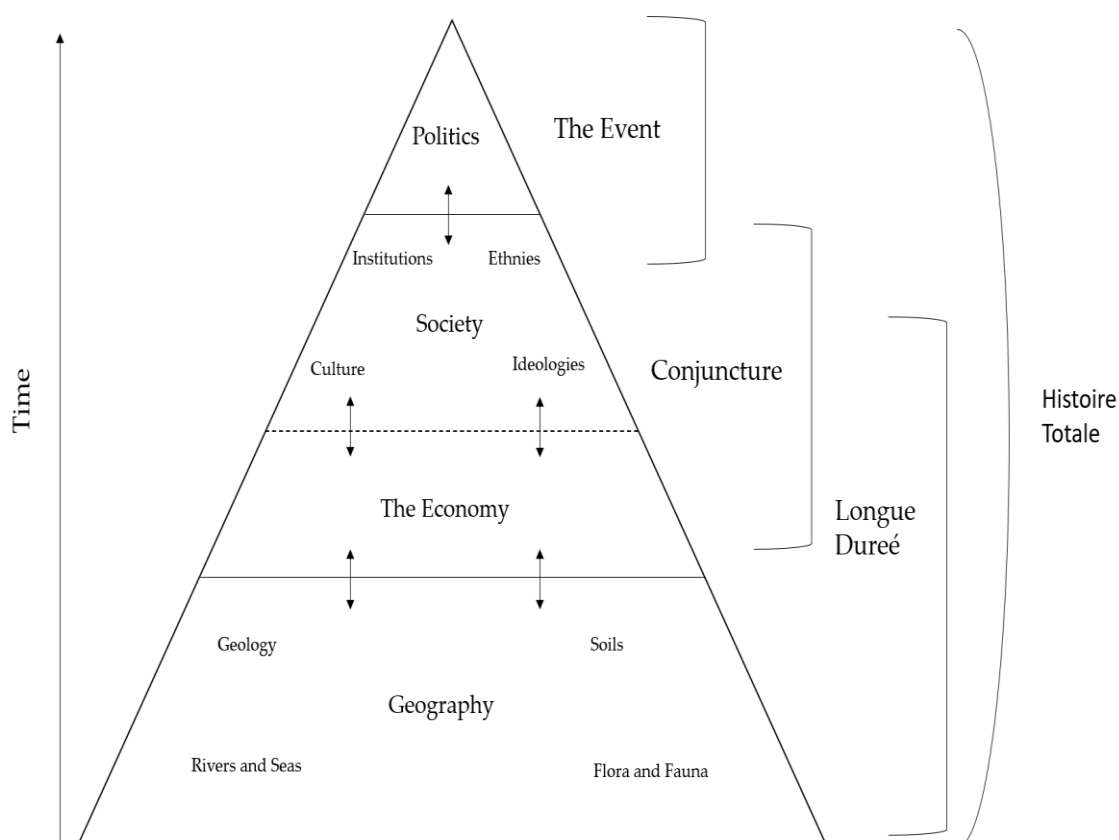 Politics
The Event
Institutions
Ethnies
Society
Culture
Ideologies
Conjuncture
Time
Histoire
Totale
The Economy
Longue
Dureé
Geology
Soils
Geography
Rivers and Seas
Flora and Fauna